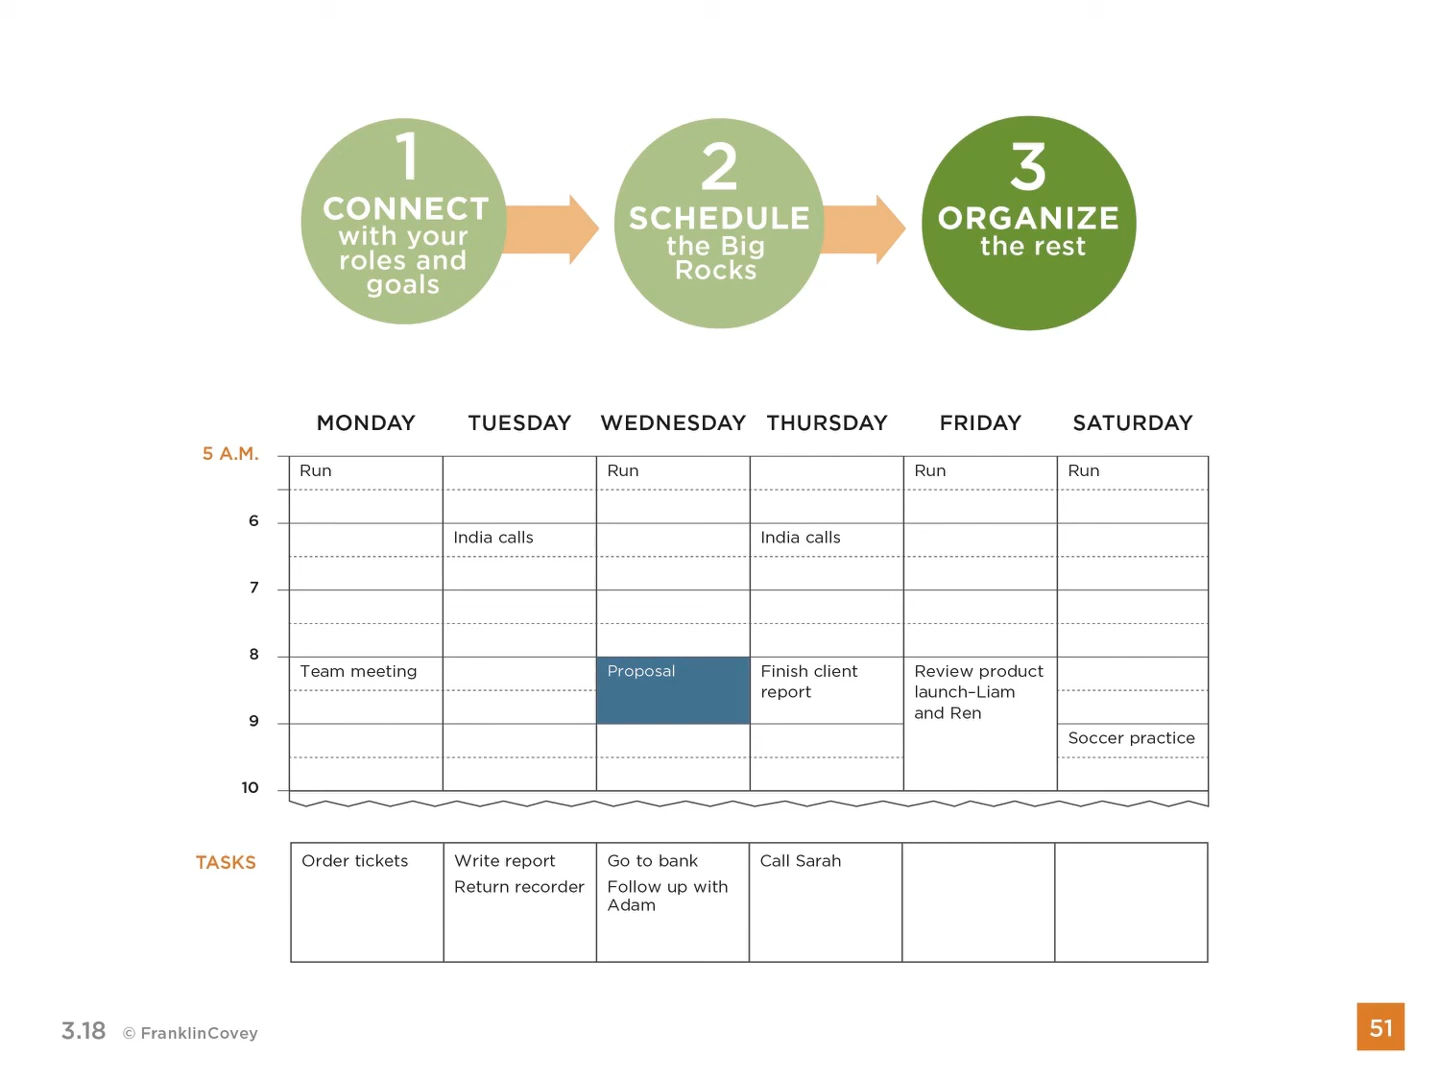 1
CONNECT
with your
roles and
goals
2
SCHEDULE
the Big
Rocks
3
ORGANIZE
the rest
MONDAY TUESDAY WEDNESDAY THURSDAY FRIDAY SATURDAY
5 A.M.
Run Run Run Run
6
India calls India calls
7
8
Team meeting Proposal Finish client Review product
report launch–Liam
and Ren
9
Soccer practice
10
TASKS
Order tickets Write report Go to bank Call Sarah
Return recorder Follow up with
Adam
3.18 © FranklinCovey
51